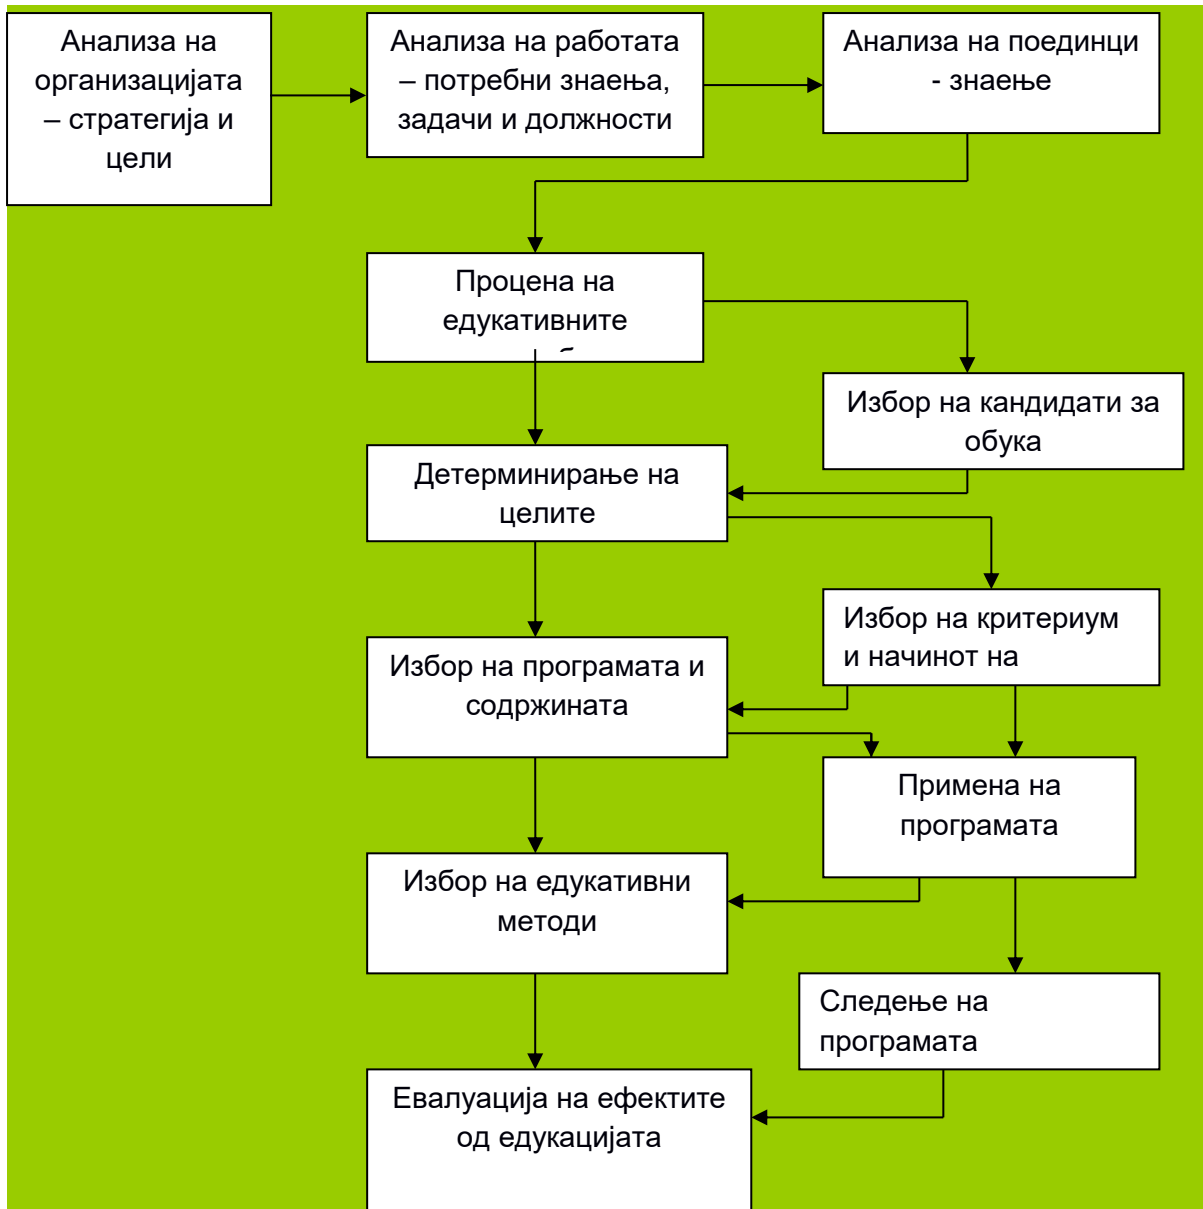 Анализа на
организацијата
– стратегија и
цели
Анализа на работата
– потребни знаења,
задачи и должности
Анализа на поединци
- знаење
Процена на
едукативните
Избор на кандидати за
обука
Детерминирање на
целите
Избор на критериум
и начинот на
Избор на програмата и
содржината
Примена на
програмата
Избор на едукативни
методи
Следење на
програмата
Евалуација на ефектите
од едукацијата